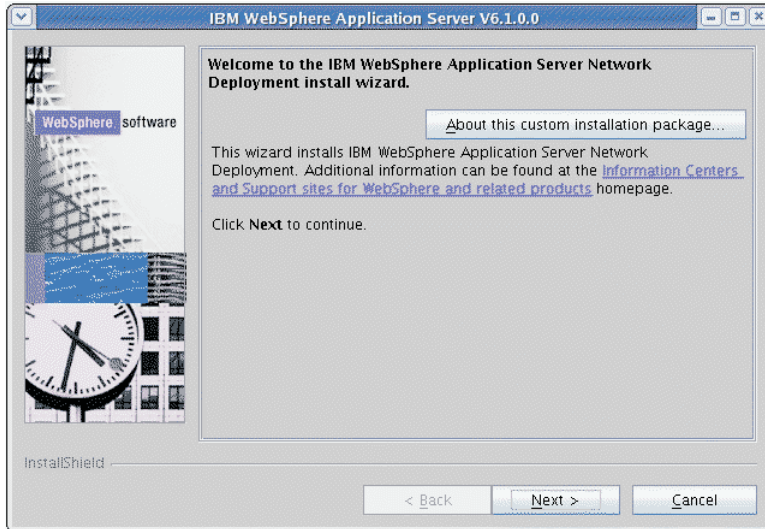 IBM WebSphere Application Server V6.1.0.0
WebSphere software
Welcome to the IBM WebSphere Application Server Network
Deployment install wizard.
About this custom installation package...
This wizard installs IBM WebSphere Application Server Network
Deployment. Additional information can be found at the Information Centers
and Support sites for WebSphere and related products homepage.
Click Next to continue.
InstallShield
< Back
Next >
Cancel